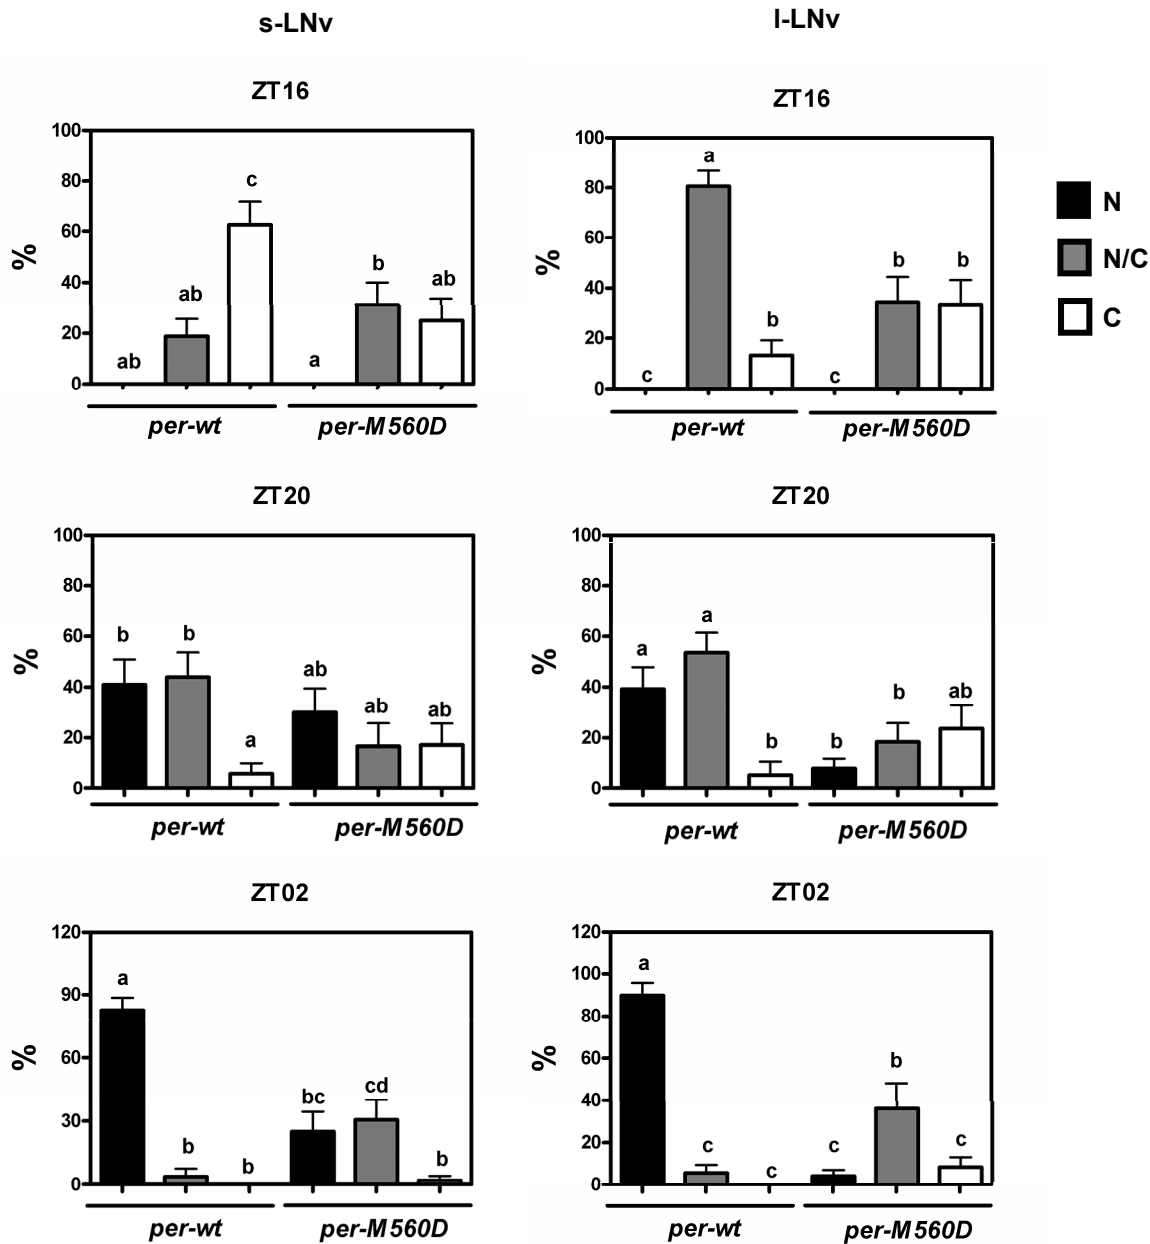 s-LNv
l-LNv
ZT16
100
80
60
40
20
0
%
ab
ab
c
a
b
ab
per-wt
per-M560D
ZT16
100
80
60
40
20
0
%
c
a
b
c
b
b
per-wt
per-M560D
N
N/C
C
ZT20
100
80
60
40
20
0
%
b
b
a
ab
ab
ab
per-wt
per-M560D
ZT20
100
80
60
40
20
0
%
a
a
b
b
b
ab
per-wt
per-M560D
ZT02
120
90
60
30
0
%
a
b
b
bc
cd
b
per-wt
per-M560D
ZT02
120
100
80
60
40
20
0
%
a
c
c
c
b
c
per-wt
per-M560D